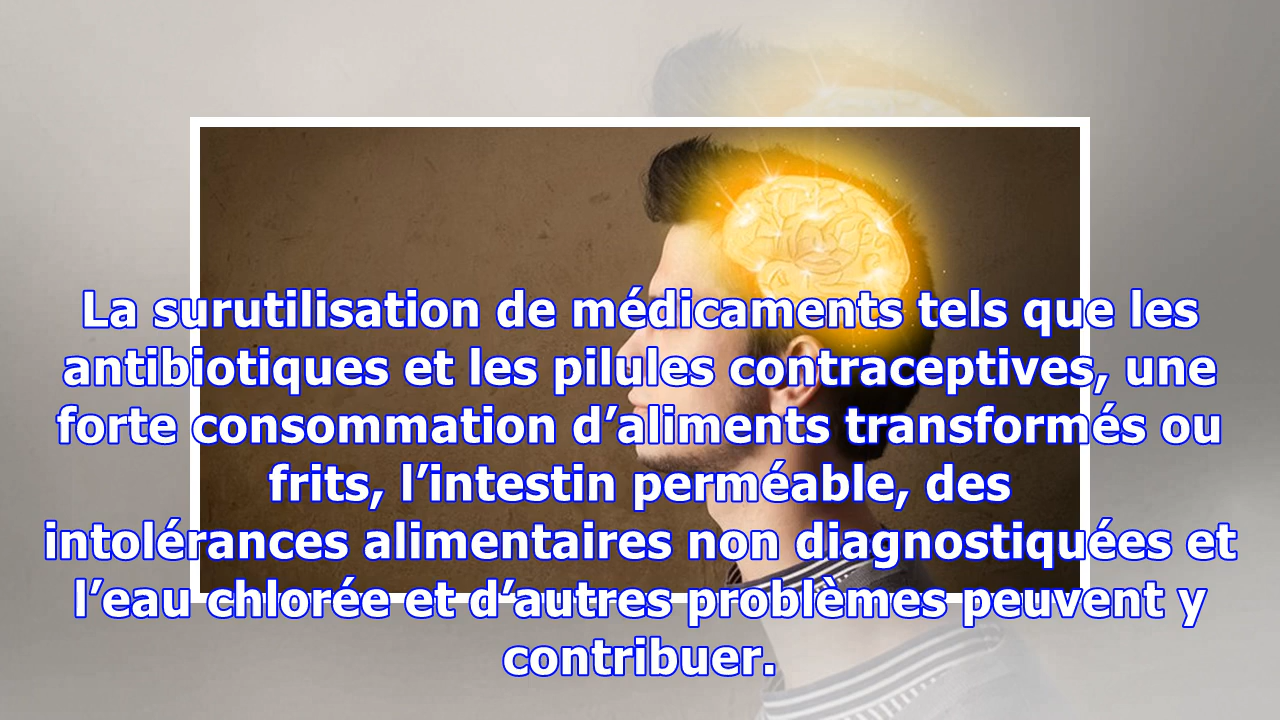 La surutilisation de médicaments tels que les
antibiotiques et les pilules contraceptives, une
forte consommation d’aliments transformés ou
frits, l’intestin perméable, des
intolérances alimentaires non diagnostiquées et
l’eau chlorée et d’autres problèmes peuvent y
contribuer.